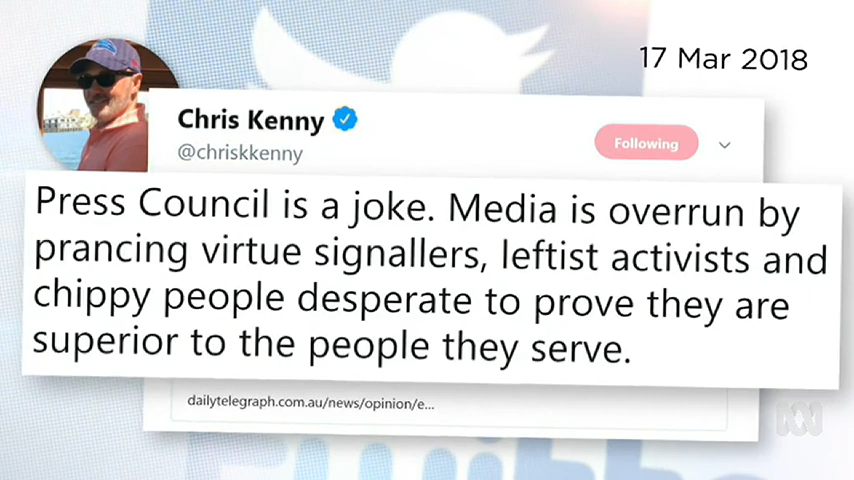 17 Mar 2018
Chris Kenny
@chriskkenny
Following
Press Council is a joke. Media is overrun by
prancing virtue signallers, leftist activists and
chippy people desperate to prove they are
superior to the people they serve.
dailytelegraph.com.au/news/opinion/e...